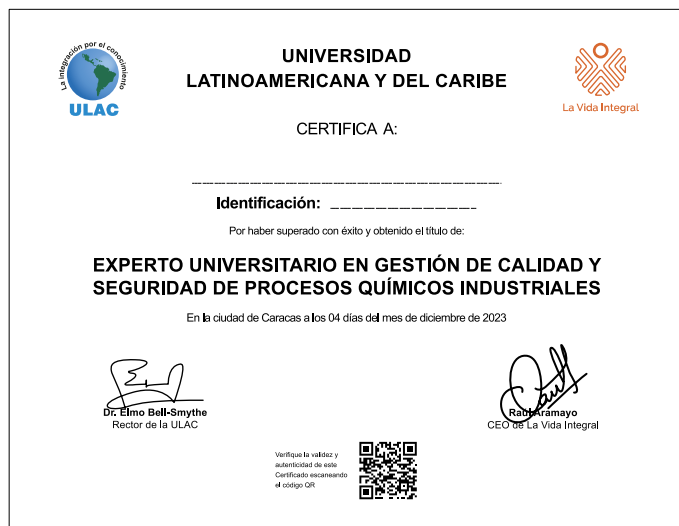 La integración por el conocimiento
ULAC
UNIVERSIDAD
LATINOAMERICANA Y DEL CARIBE
La Vida Integral
CERTIFICA A:
Identificación:
Por haber superado con éxito y obtenido el título de:
EXPERTO UNIVERSITARIO EN GESTIÓN DE CALIDAD Y
SEGURIDAD DE PROCESOS QUÍMICOS INDUSTRIALES
En la ciudad de Caracas a los 04 días del mes de diciembre de 2023
Dr. Elmo Bell-Smythe
Rector de la ULAC
Raúl Aramayo
CEO de La Vida Integral
Verifique la validez y
autenticidad de este
Certificado escaneando
el código QR